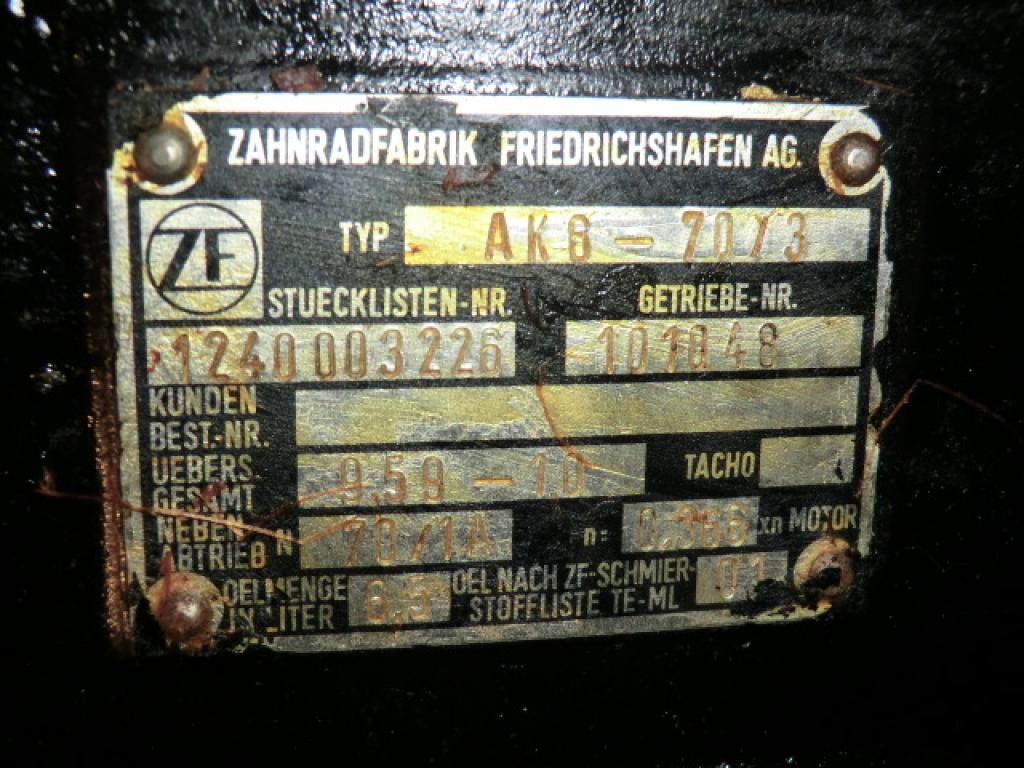 ZAHNRADFABRIK FRIEDRICHSHAFEN AG.
ZF TYP AK6-70/3
STUECKLISTEN-NR. GETRIEBE-NR.
1240 003 226 101848
KUNDEN
BEST.-NR.
UEBERS.
GESAMT 9,59-10 TACHO
NEBEN-
ABTRIEB N 70/1A n= 0,366 xn MOTOR
OELMENGE
IN LITER 6,5 OEL NACH ZF-SCHMIER-
STOFFLISTE TE-ML 01